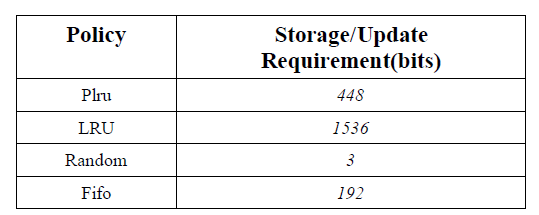 Policy
Storage/Update
Requirement(bits)
Plru
448
LRU
1536
Random
3
Fifo
192